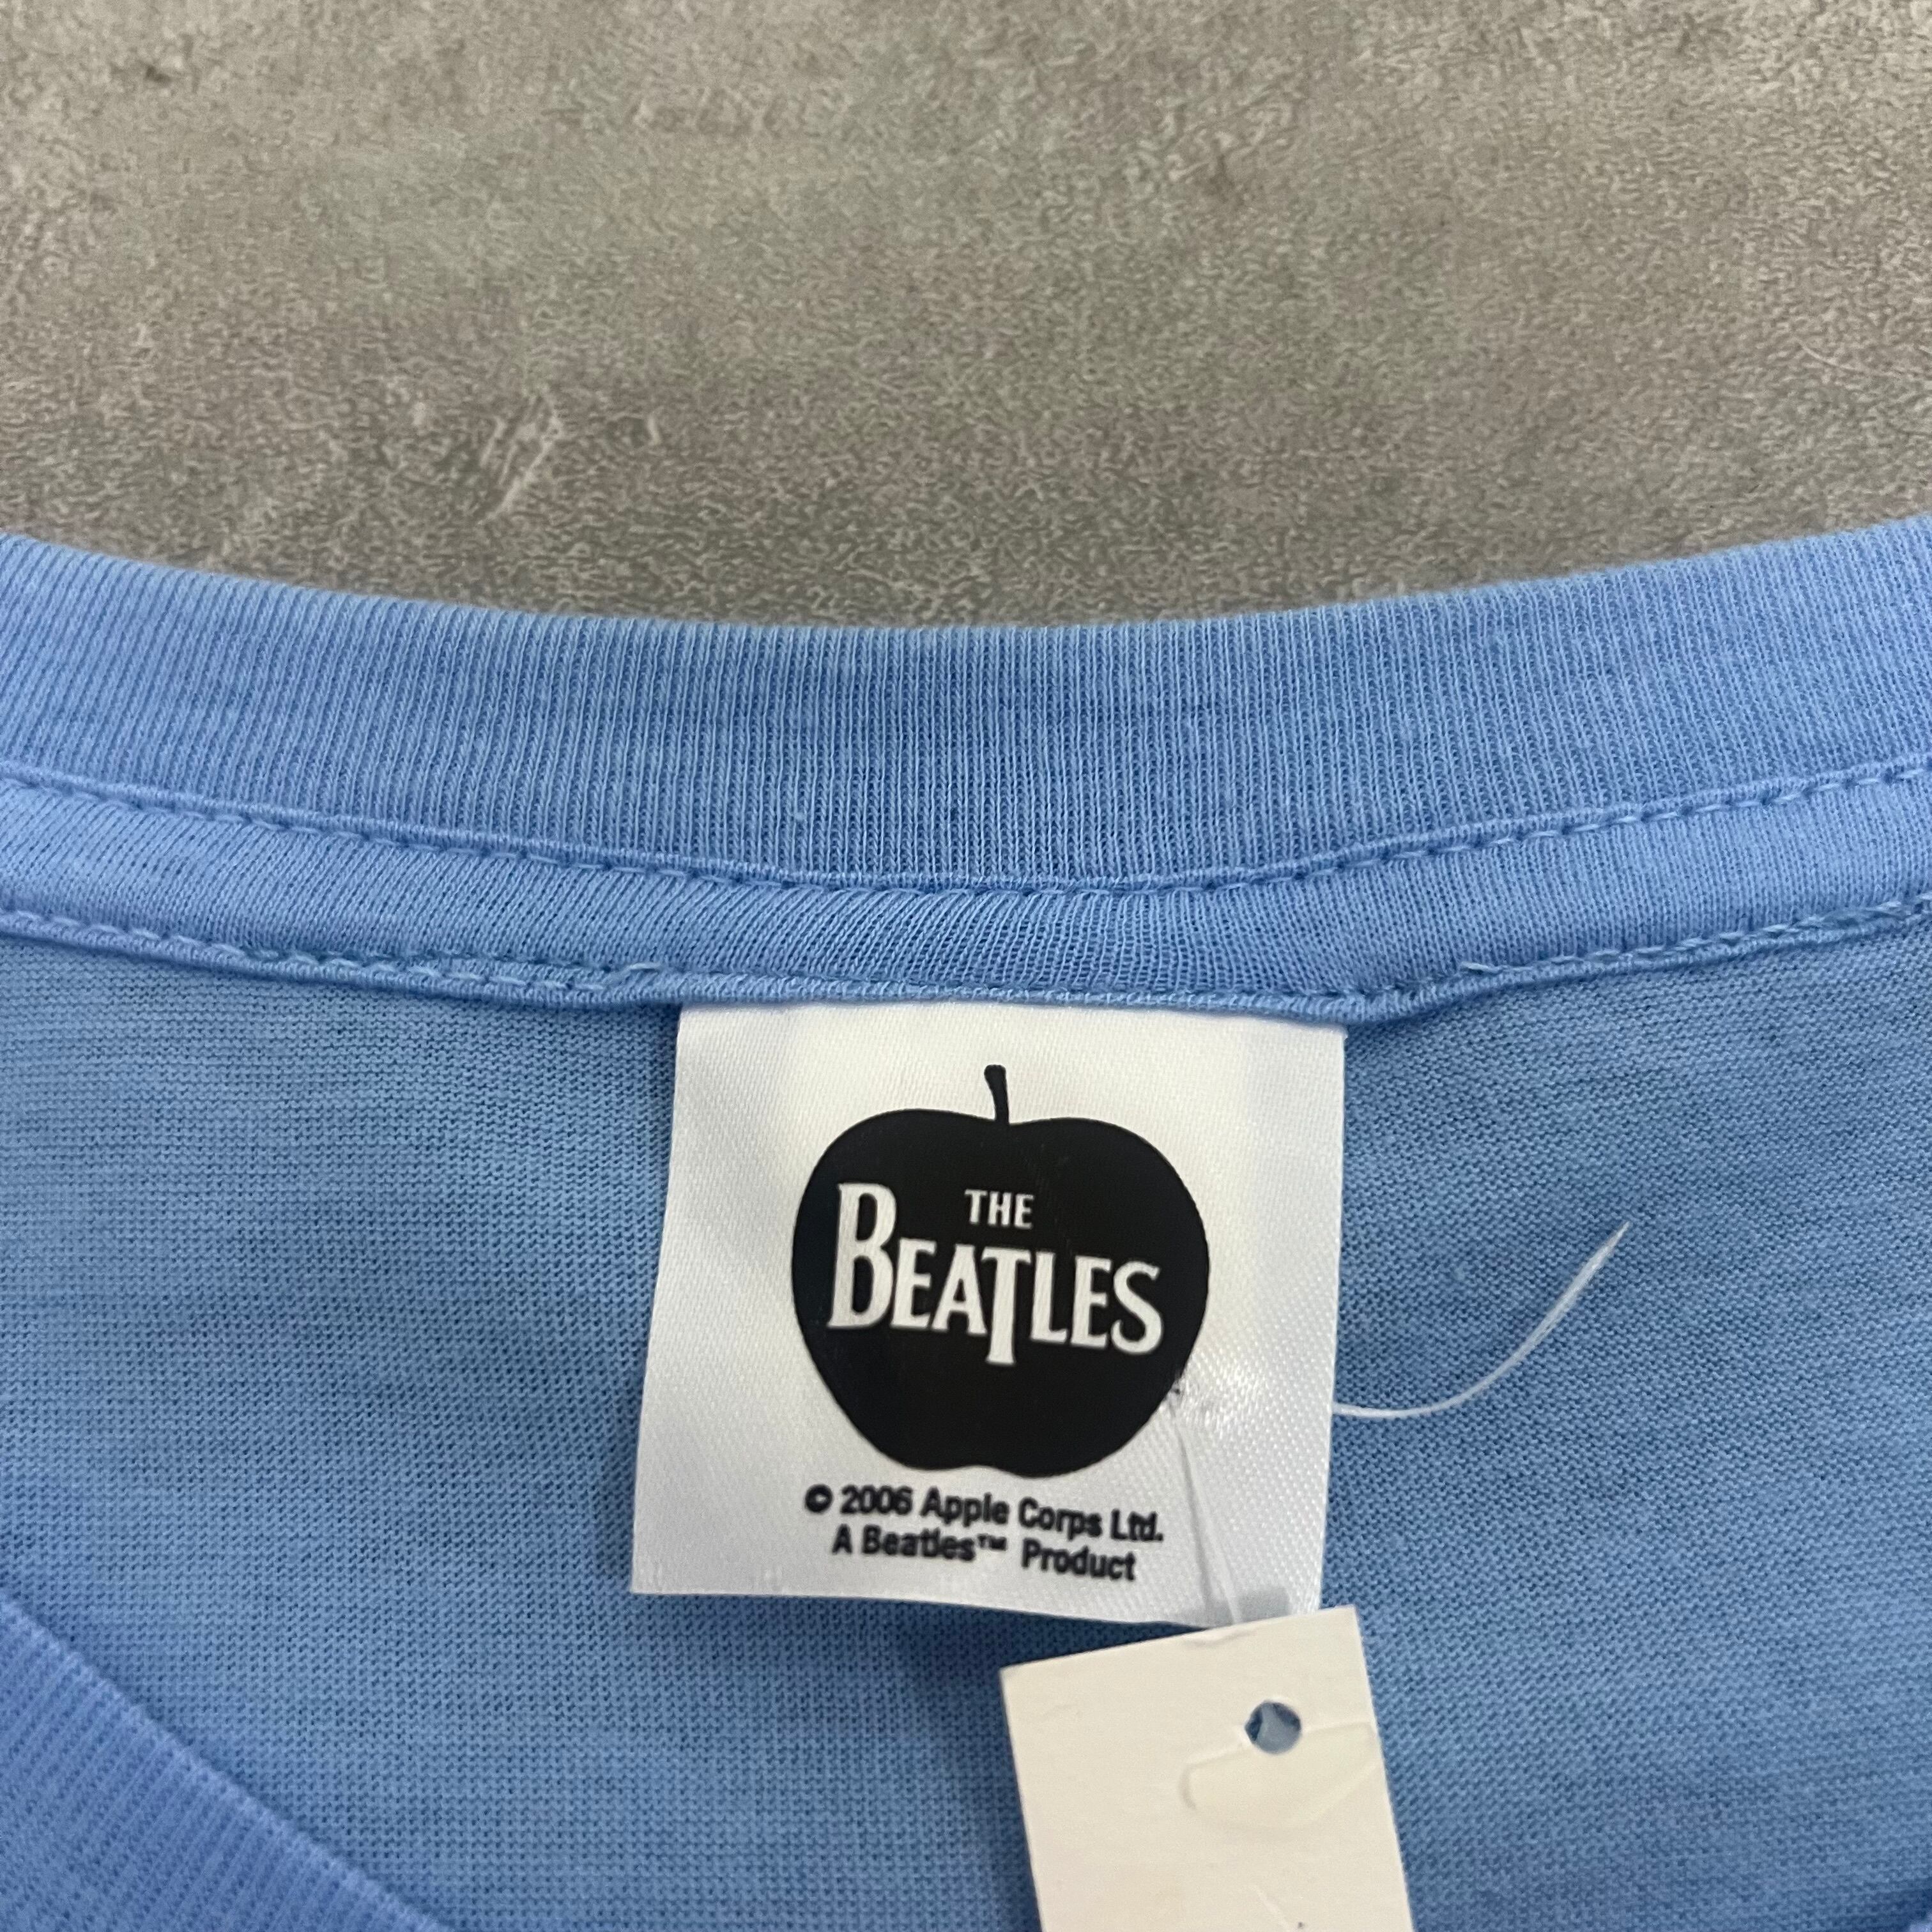 THE
BEATLES
© 2006 Apple Corps Ltd.
A Beatles™ Product